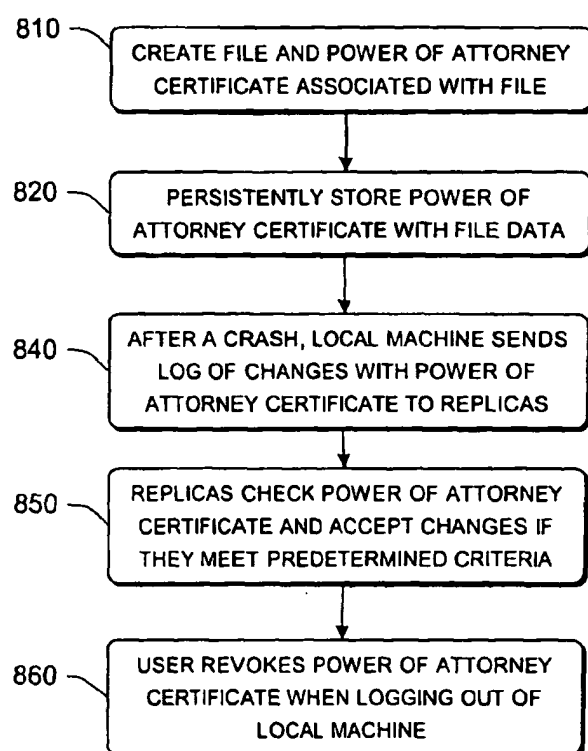 810
CREATE FILE AND POWER OF ATTORNEY
CERTIFICATE ASSOCIATED WITH FILE
820
PERSISTENTLY STORE POWER OF
ATTORNEY CERTIFICATE WITH FILE DATA
840
AFTER A CRASH, LOCAL MACHINE SENDS
LOG OF CHANGES WITH POWER OF
ATTORNEY CERTIFICATE TO REPLICAS
850
REPLICAS CHECK POWER OF ATTORNEY
CERTIFICATE AND ACCEPT CHANGES IF
THEY MEET PREDETERMINED CRITERIA
860
USER REVOKES POWER OF ATTORNEY
CERTIFICATE WHEN LOGGING OUT OF
LOCAL MACHINE